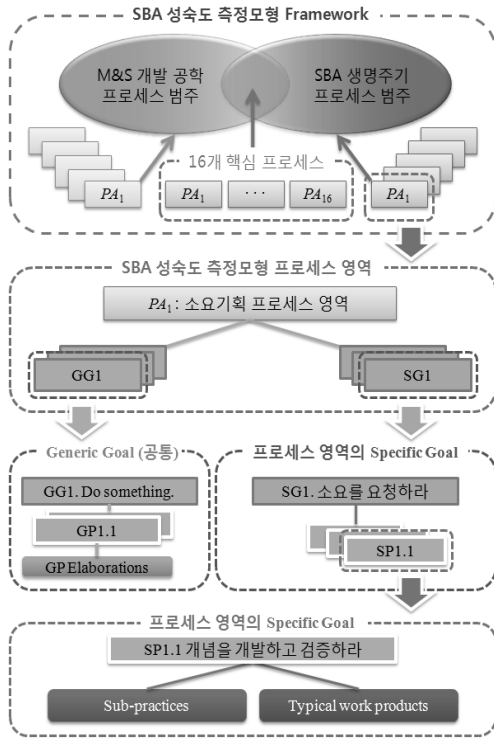 SBA 성숙도 측정모형 Framework
M&S 개발 공학
프로세스 범주
SBA 생명주기
프로세스 범주
16개 핵심 프로세스
PA1
PA1
· · ·
PA16
PA1
SBA 성숙도 측정모형 프로세스 영역
PA1 : 소요기획 프로세스 영역
GG1
SG1
Generic Goal (공통)
GG1. Do something.
GP1.1
GP Elaborations
프로세스 영역의 Specific Goal
SG1. 소요를 요청하라
SP1.1
프로세스 영역의 Specific Goal
SP1.1 개념을 개발하고 검증하라
Sub-practices
Typical work products